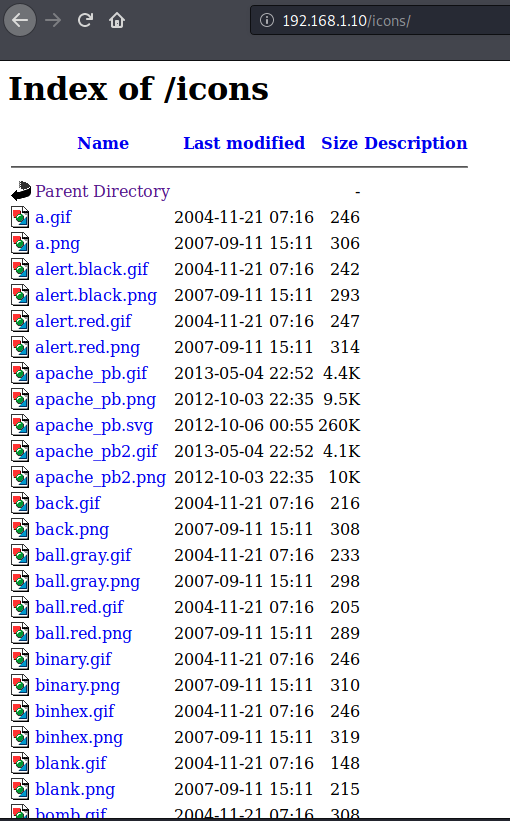 192.168.1.10/icons/
Index of /icons
Name Last modified Size Description
Parent Directory -
a.gif 2004-11-21 07:16 246
a.png 2007-09-11 15:11 306
alert.black.gif 2004-11-21 07:16 242
alert.black.png 2007-09-11 15:11 293
alert.red.gif 2004-11-21 07:16 247
alert.red.png 2007-09-11 15:11 314
apache_pb.gif 2013-05-04 22:52 4.4K
apache_pb.png 2012-10-03 22:35 9.5K
apache_pb.svg 2012-10-06 00:55 260K
apache_pb2.gif 2013-05-04 22:52 4.1K
apache_pb2.png 2012-10-03 22:35 10K
back.gif 2004-11-21 07:16 216
back.png 2007-09-11 15:11 308
ball.gray.gif 2004-11-21 07:16 233
ball.gray.png 2007-09-11 15:11 298
ball.red.gif 2004-11-21 07:16 205
ball.red.png 2007-09-11 15:11 289
binary.gif 2004-11-21 07:16 246
binary.png 2007-09-11 15:11 310
binhex.gif 2004-11-21 07:16 246
binhex.png 2007-09-11 15:11 319
blank.gif 2004-11-21 07:16 148
blank.png 2007-09-11 15:11 215
bomb.gif 2004-11-21 07:16 308